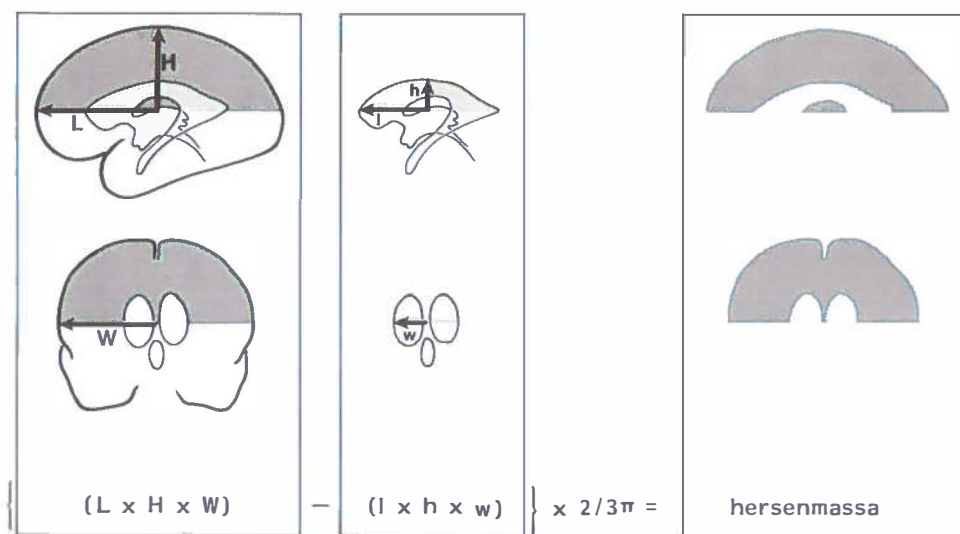 H
L
h
l
W
w
{ (L x H x W) — (l x h x w) } x 2/3π = hersenmassa